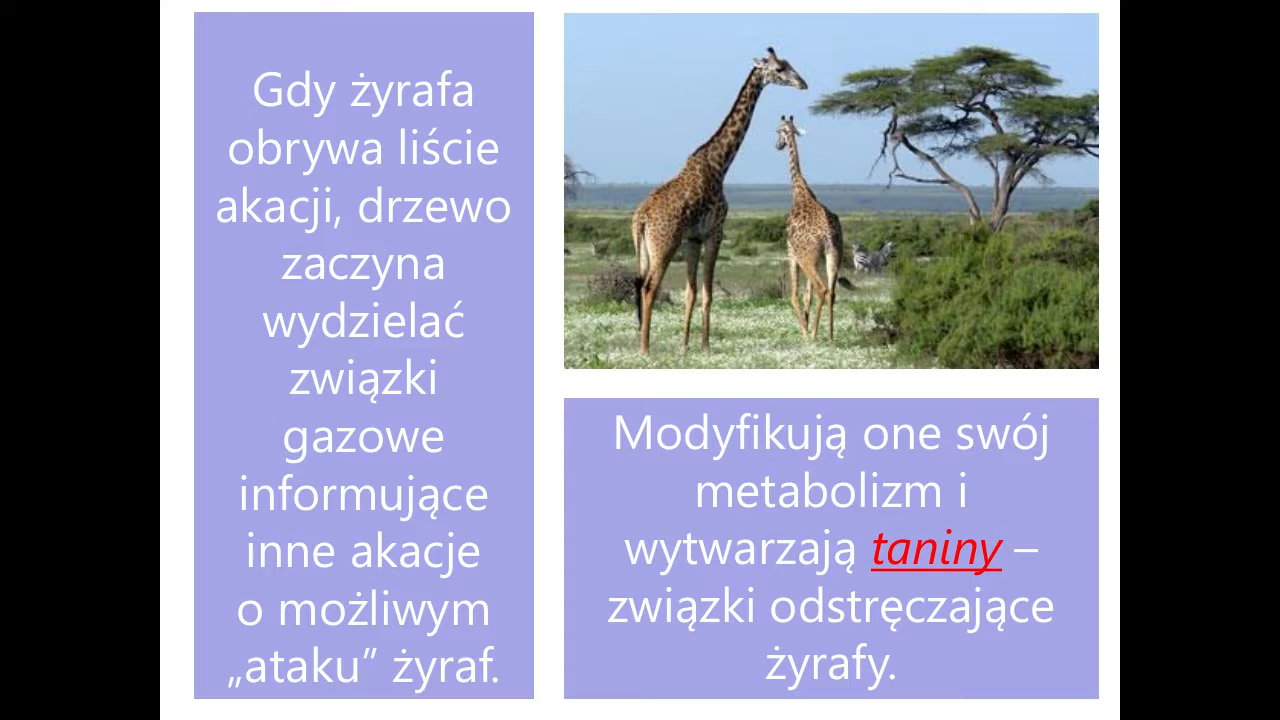 Gdy żyrafa
obrywa liście
akacji, drzewo
zaczyna
wydzielać
związki
gazowe
informujące
inne akacje
o możliwym
„ataku” żyraf.
Modyfikują one swój
metabolizm i
wytwarzają taniny –
związki odstręczające
żyrafy.